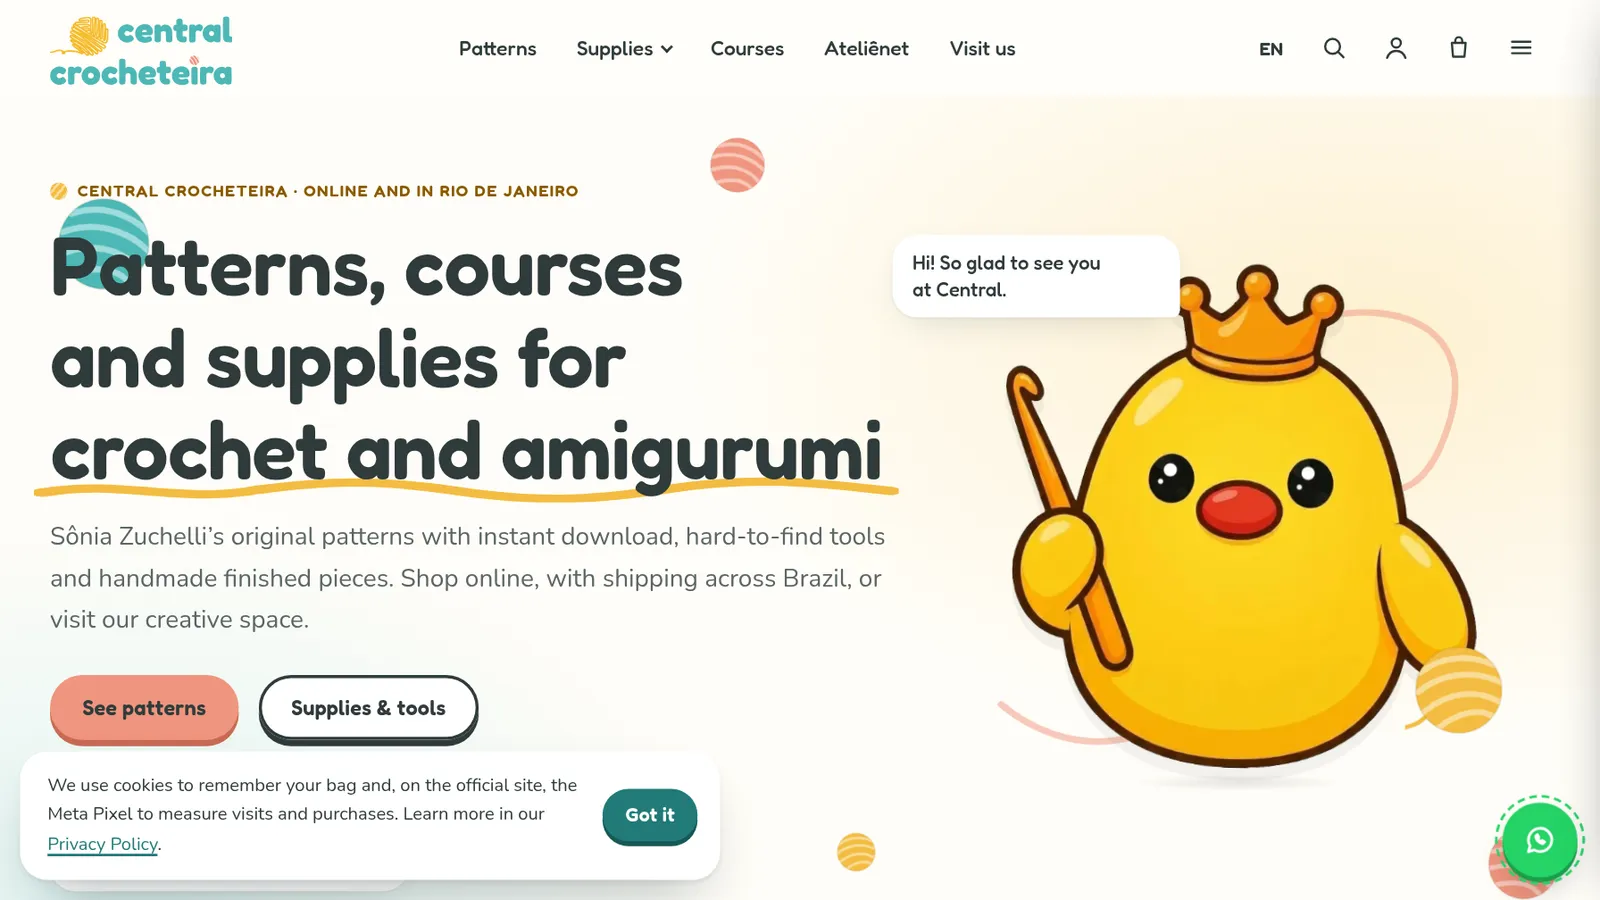 central
crocheteira
Patterns
Supplies
Courses
Ateliênet
Visit us
EN
CENTRAL CROCHETEIRA · ONLINE AND IN RIO DE JANEIRO
Patterns, courses
and supplies for
crochet and amigurumi
Hi! So glad to see you
at Central.
Sônia Zuchelli’s original patterns with instant download, hard-to-find tools
and handmade finished pieces. Shop online, with shipping across Brazil, or
visit our creative space.
See patterns
Supplies & tools
We use cookies to remember your bag and, on the official site, the
Meta Pixel to measure visits and purchases. Learn more in our
Privacy Policy.
Got it